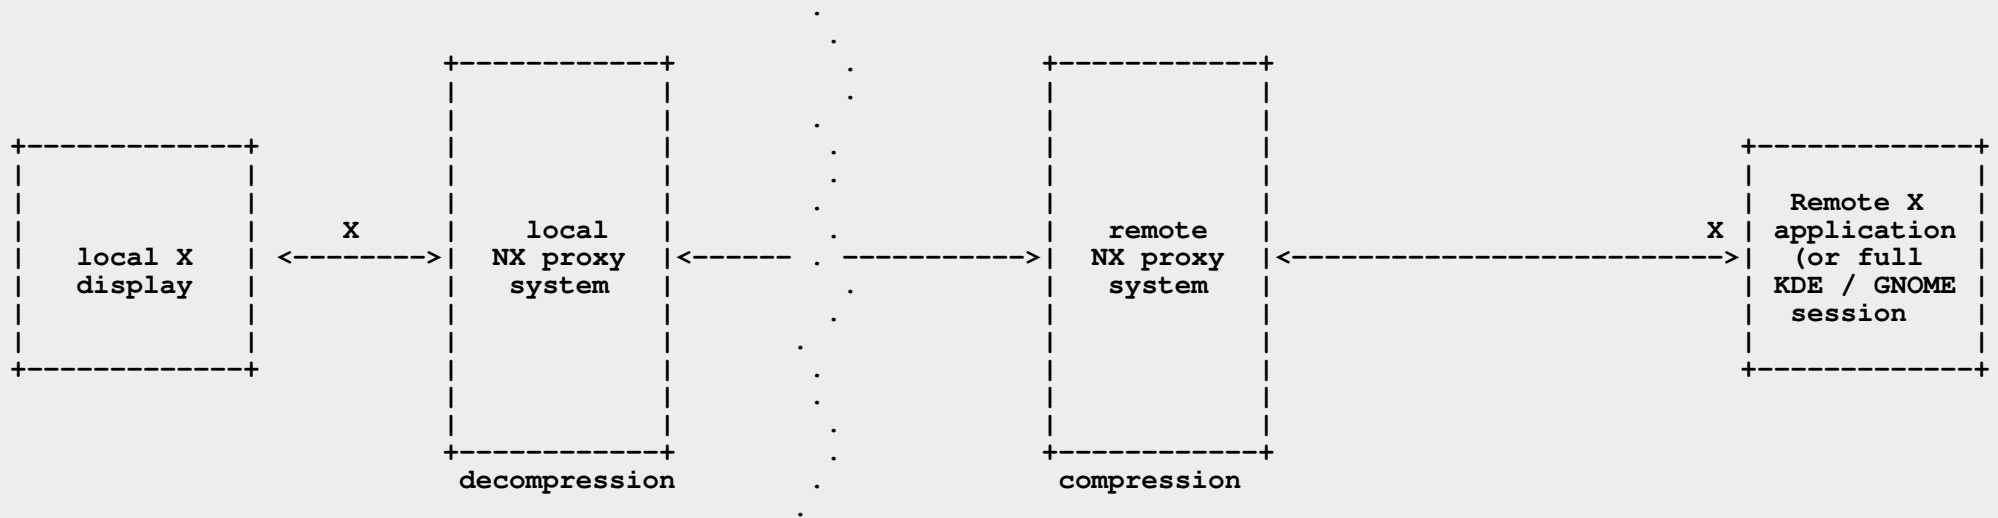 local X
display
X
local
NX proxy
system
decompression
remote
NX proxy
system
compression
X
Remote X
application
(or full
KDE / GNOME
session